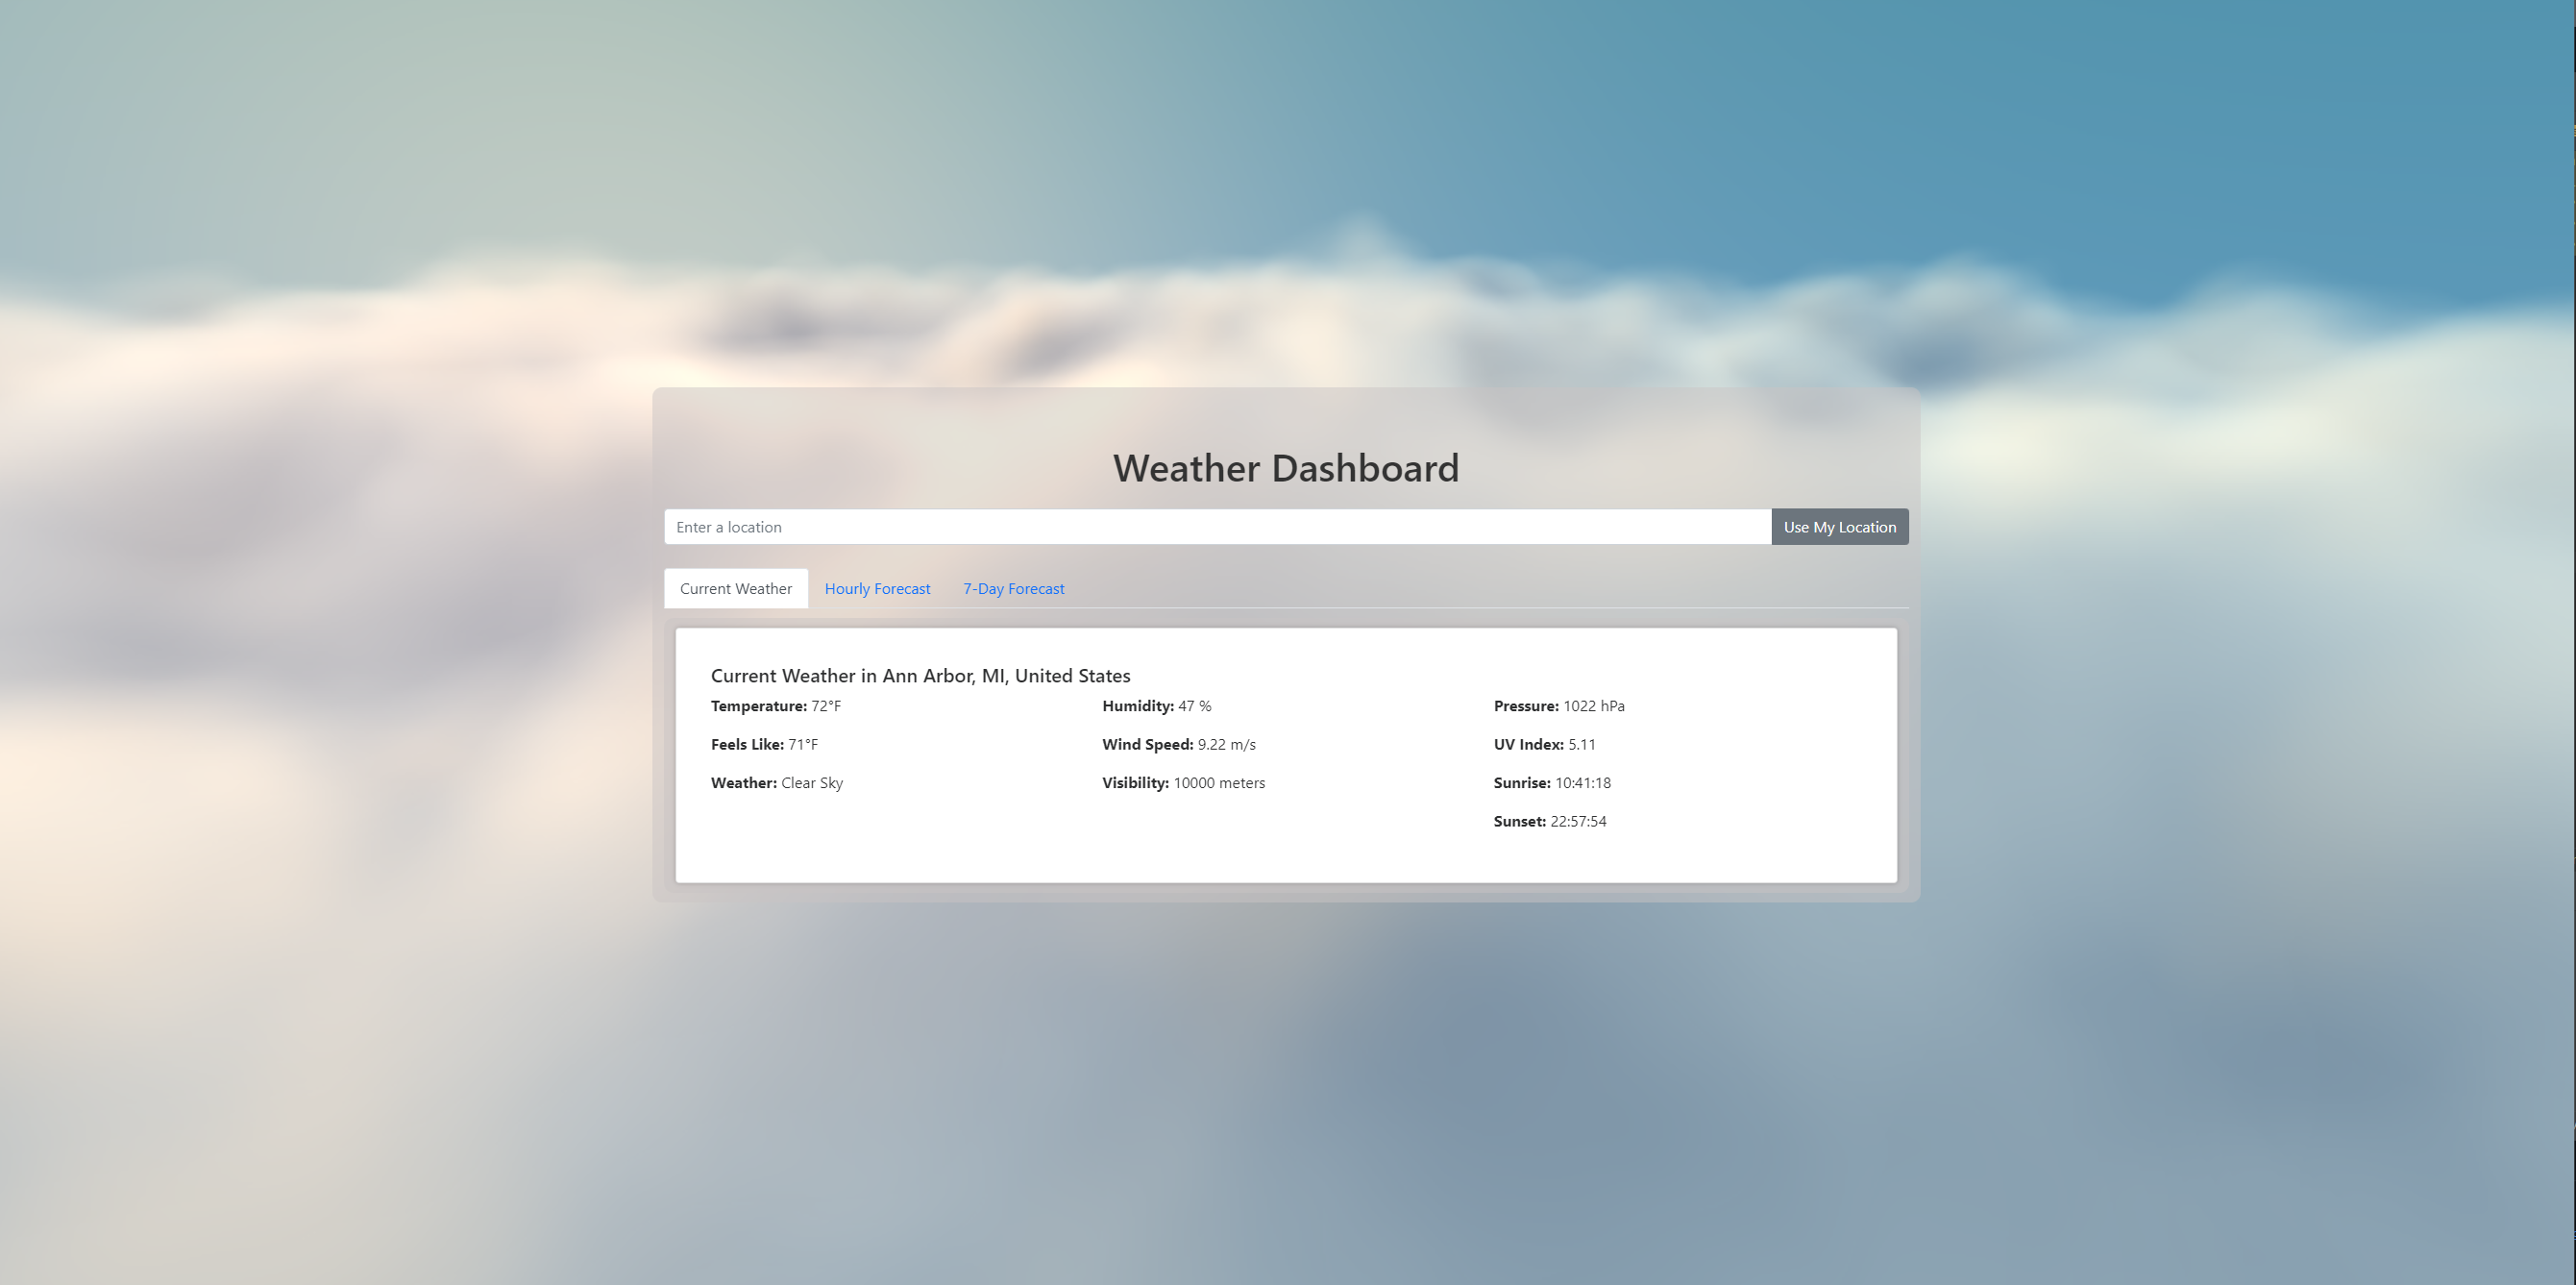 Weather Dashboard
Enter a location
Use My Location
Current Weather
Hourly Forecast
7-Day Forecast
Current Weather in Ann Arbor, MI, United States
Temperature: 72°F
Feels Like: 71°F
Weather: Clear Sky
Humidity: 47 %
Wind Speed: 9.22 m/s
Visibility: 10000 meters
Pressure: 1022 hPa
UV Index: 5.11
Sunrise: 10:41:18
Sunset: 22:57:54